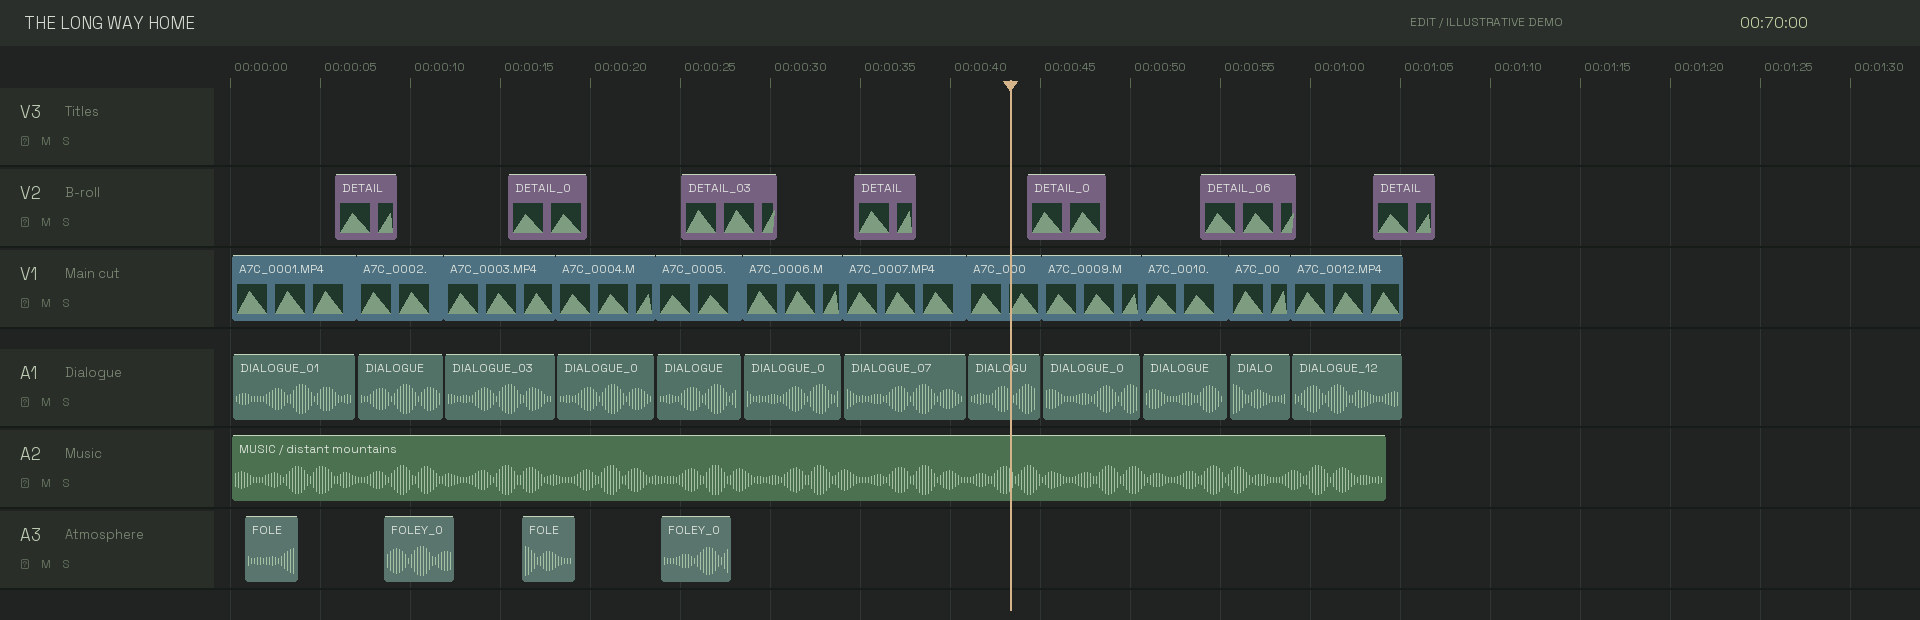 THE LONG WAY HOME
EDIT / ILLUSTRATIVE DEMO
00:70:00
00:00:00 00:00:05 00:00:10 00:00:15 00:00:20 00:00:25 00:00:30 00:00:35 00:00:40 00:00:45 00:00:50 00:00:55 00:01:00 00:01:05 00:01:10 00:01:15 00:01:20 00:01:25 00:01:30
V3 Titles
M S
V2 B-roll
M S
DETAIL DETAIL_0 DETAIL_03 DETAIL DETAIL_0 DETAIL_06 DETAIL
V1 Main cut
M S
A7C_0001.MP4 A7C_0002. A7C_0003.MP4 A7C_0004.M A7C_0005. A7C_0006.M A7C_0007.MP4 A7C_000 A7C_0009.M A7C_0010. A7C_00 A7C_0012.MP4
A1 Dialogue
M S
DIALOGUE_01 DIALOGUE DIALOGUE_03 DIALOGUE_0 DIALOGUE DIALOGUE_0 DIALOGUE_07 DIALOGU DIALOGUE_0 DIALOGUE DIALO DIALOGUE_12
A2 Music
M S
MUSIC / distant mountains
A3 Atmosphere
M S
FOLE FOLEY_0 FOLE FOLEY_0